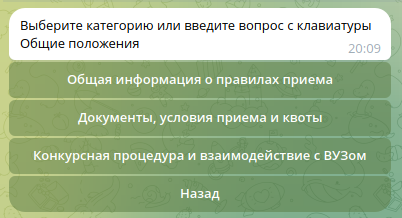 Выберите категорию или введите вопрос с клавиатуры
Общие положения
20:09
Общая информация о правилах приема
Документы, условия приема и квоты
Конкурсная процедура и взаимодействие с ВУЗом
Назад